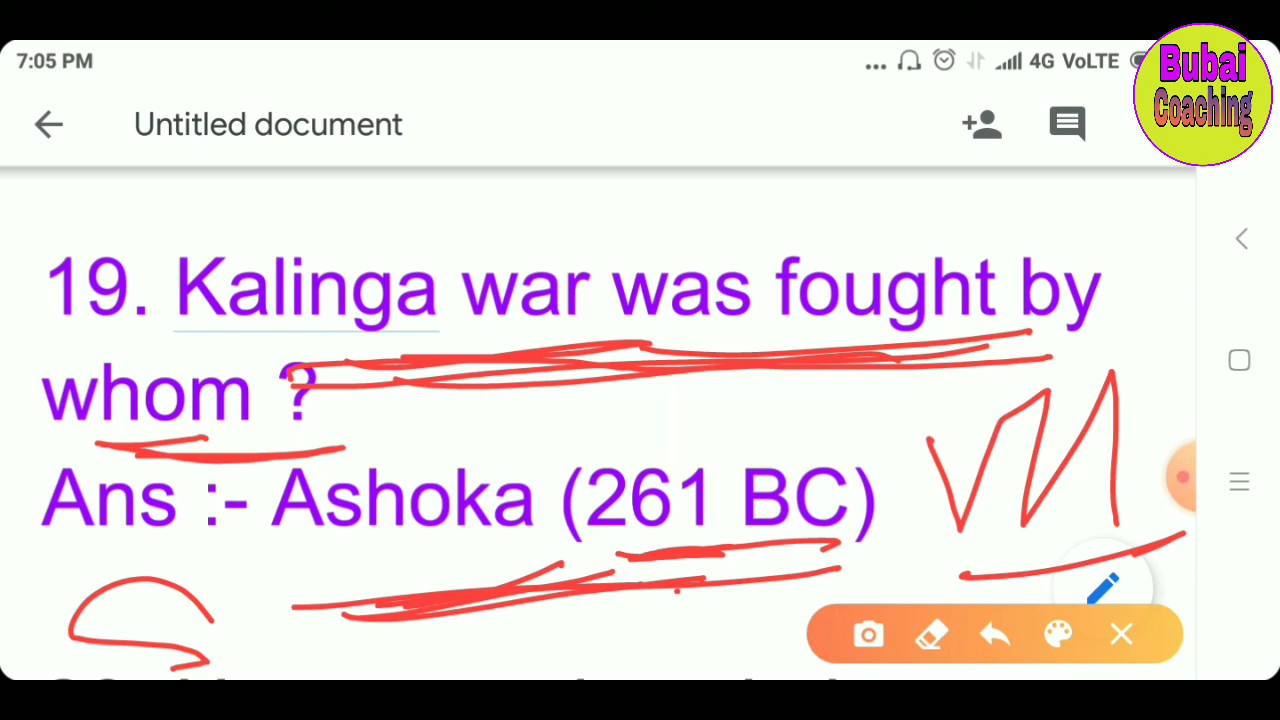 7:05 PM
4G VoLTE
Bubai
Coaching
Untitled document
19. Kalinga war was fought by
whom ?
Ans :- Ashoka (261 BC)